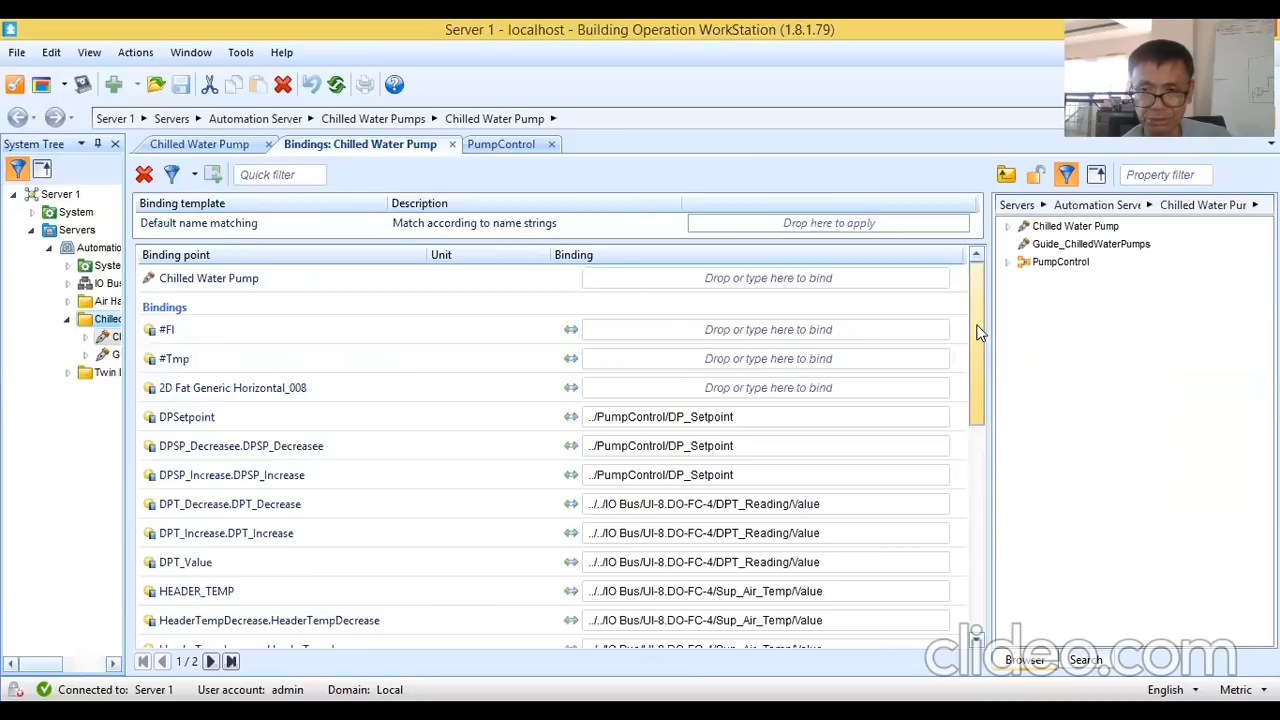 Server 1 - localhost - Building Operation WorkStation (1.8.1.79)
File Edit View Actions Window Tools Help
Server 1 Servers Automation Server Chilled Water Pumps Chilled Water Pump
System Tree
Chilled Water Pump Bindings: Chilled Water Pump PumpControl
Quick filter
Property filter
Server 1
System
Servers
Automatio
Syste
IO Bu
Air Ha
Chilled
C
G
Twin
Binding template Description
Default name matching Match according to name strings Drop here to apply
Binding point Unit Binding
Chilled Water Pump Drop or type here to bind
Bindings
#FI Drop or type here to bind
#Tmp Drop or type here to bind
2D Fat Generic Horizontal_008 Drop or type here to bind
DPSetpoint ../PumpControl/DP_Setpoint
DPSP_Decreasee.DPSP_Decreasee ../PumpControl/DP_Setpoint
DPSP_Increase.DPSP_Increase ../PumpControl/DP_Setpoint
DPT_Decrease.DPT_Decrease ../../IO Bus/UI-8.DO-FC-4/DPT_Reading/Value
DPT_Increase.DPT_Increase ../../IO Bus/UI-8.DO-FC-4/DPT_Reading/Value
DPT_Value ../../IO Bus/UI-8.DO-FC-4/DPT_Reading/Value
HEADER_TEMP ../../IO Bus/UI-8.DO-FC-4/Sup_Air_Temp/Value
HeaderTempDecrease.HeaderTempDecrease ../../IO Bus/UI-8.DO-FC-4/Sup_Air_Temp/Value
1 / 2
Servers Automation Serve Chilled Water Pur
Chilled Water Pump
Guide_ChilledWaterPumps
PumpControl
Browser Search
clideo.com
Connected to: Server 1 User account: admin Domain: Local English Metric